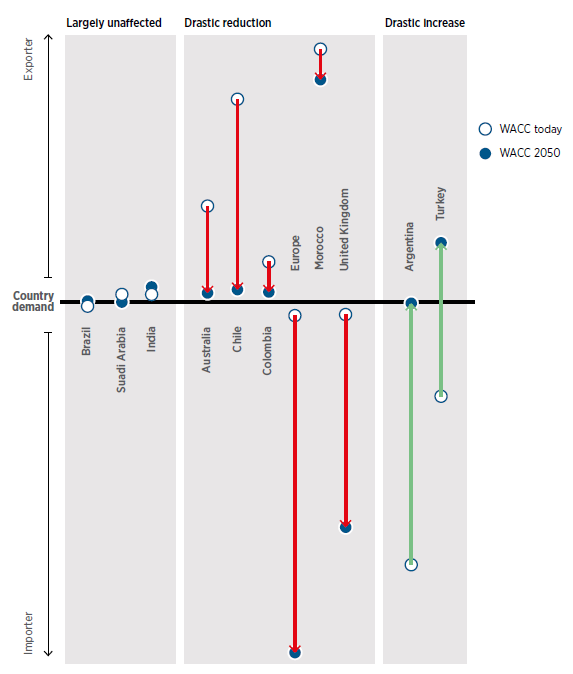 Largely unaffected
Drastic reduction
Drastic increase
Exporter
WACC today
WACC 2050
Country
demand
Importer
Brazil
Suadi Arabia
India
Australia
Chile
Colombia
Europe
Morocco
United Kingdom
Argentina
Turkey